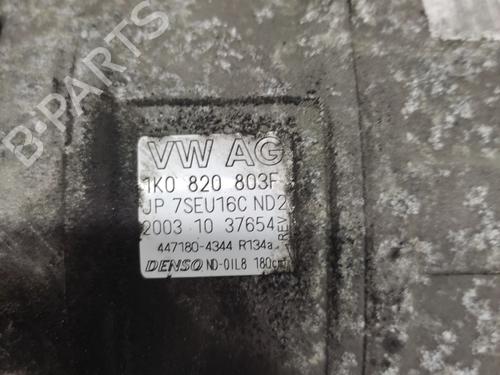 B-PARTS
VW AG
1K0 820 803F
JP 7SEU16C ND2
2003 10 37654
REV
447180-4344 R134a
DENSO ND-OIL8 180cm